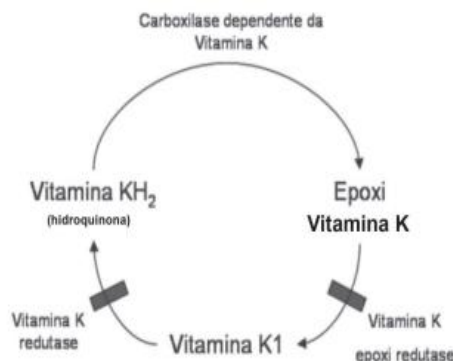 Carboxilase dependente da
Vitamina K
Vitamina KH₂
(hidroquinona)
Epoxi
Vitamina K
Vitamina K
redutase
Vitamina K1
Vitamina K
epoxi redutase